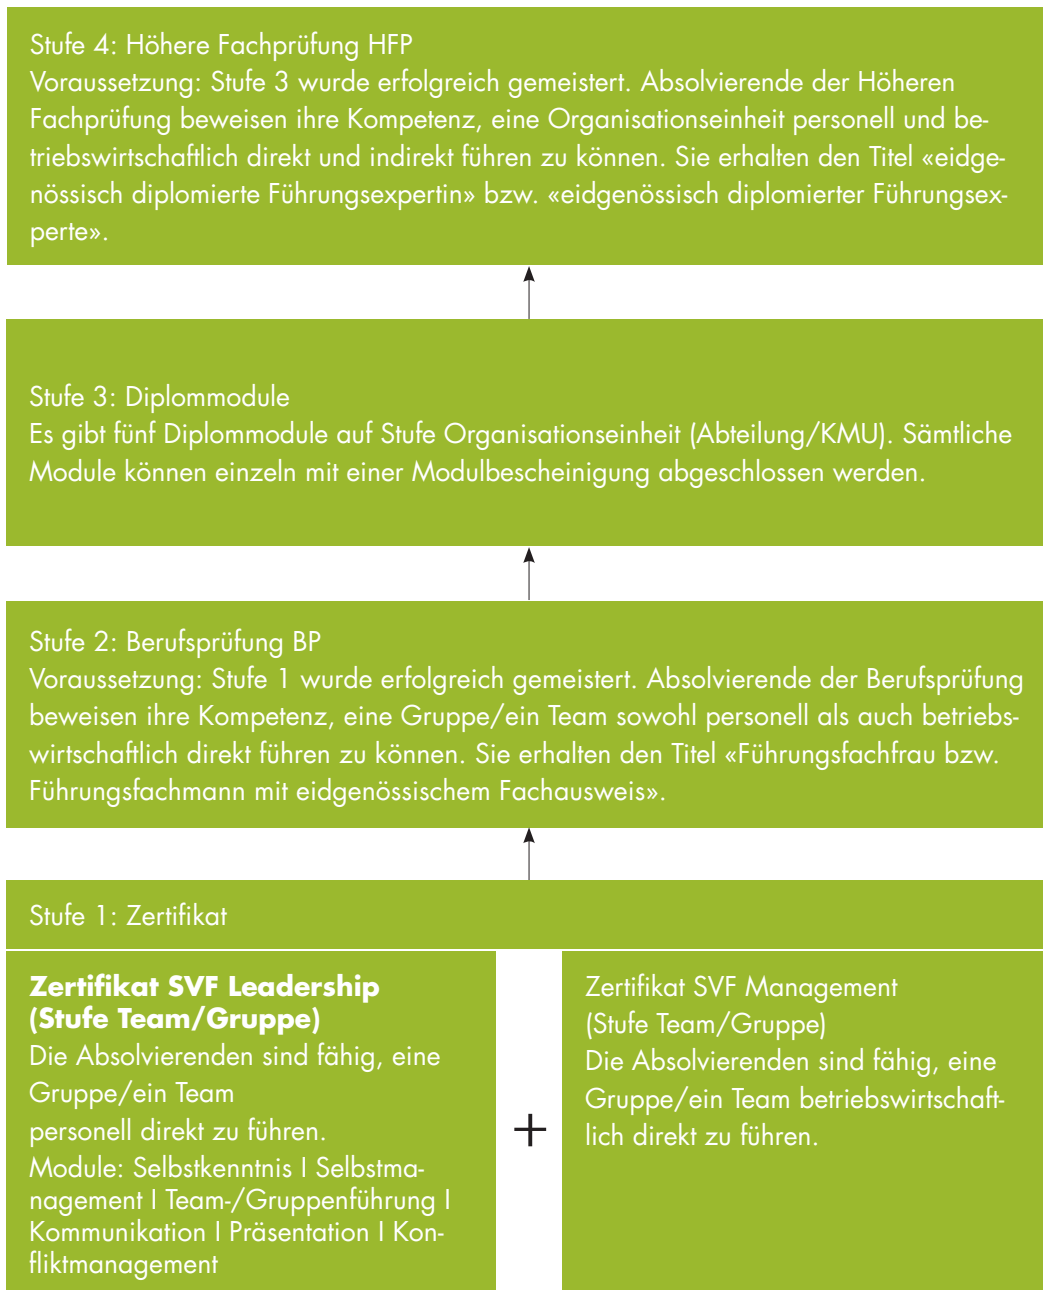 Stufe 4: Höhere Fachprüfung HFP
Voraussetzung: Stufe 3 wurde erfolgreich gemeistert. Absolvierende der Höheren
Fachprüfung beweisen ihre Kompetenz, eine Organisationseinheit personell und be-
triebswirtschaftlich direkt und indirekt führen zu können. Sie erhalten den Titel «eidge-
nössisch diplomierte Führungsexpertin» bzw. «eidgenössisch diplomierter Führungsex-
perte».
Stufe 3: Diplommodule
Es gibt fünf Diplommodule auf Stufe Organisationseinheit (Abteilung/KMU). Sämtliche
Module können einzeln mit einer Modulbescheinigung abgeschlossen werden.
Stufe 2: Berufsprüfung BP
Voraussetzung: Stufe 1 wurde erfolgreich gemeistert. Absolvierende der Berufsprüfung
beweisen ihre Kompetenz, eine Gruppe/ein Team sowohl personell als auch betriebs-
wirtschaftlich direkt führen zu können. Sie erhalten den Titel «Führungsfachfrau bzw.
Führungsfachmann mit eidgenössischem Fachausweis».
Stufe 1: Zertifikat
Zertifikat SVF Leadership
(Stufe Team/Gruppe)
Die Absolvierenden sind fähig, eine
Gruppe/ein Team
personell direkt zu führen.
Module: Selbstkenntnis I Selbstma-
nagement I Team-/Gruppenführung I
Kommunikation I Präsentation I Kon-
fliktmanagement
+
Zertifikat SVF Management
(Stufe Team/Gruppe)
Die Absolvierenden sind fähig, eine
Gruppe/ein Team betriebswirtschaft-
lich direkt zu führen.